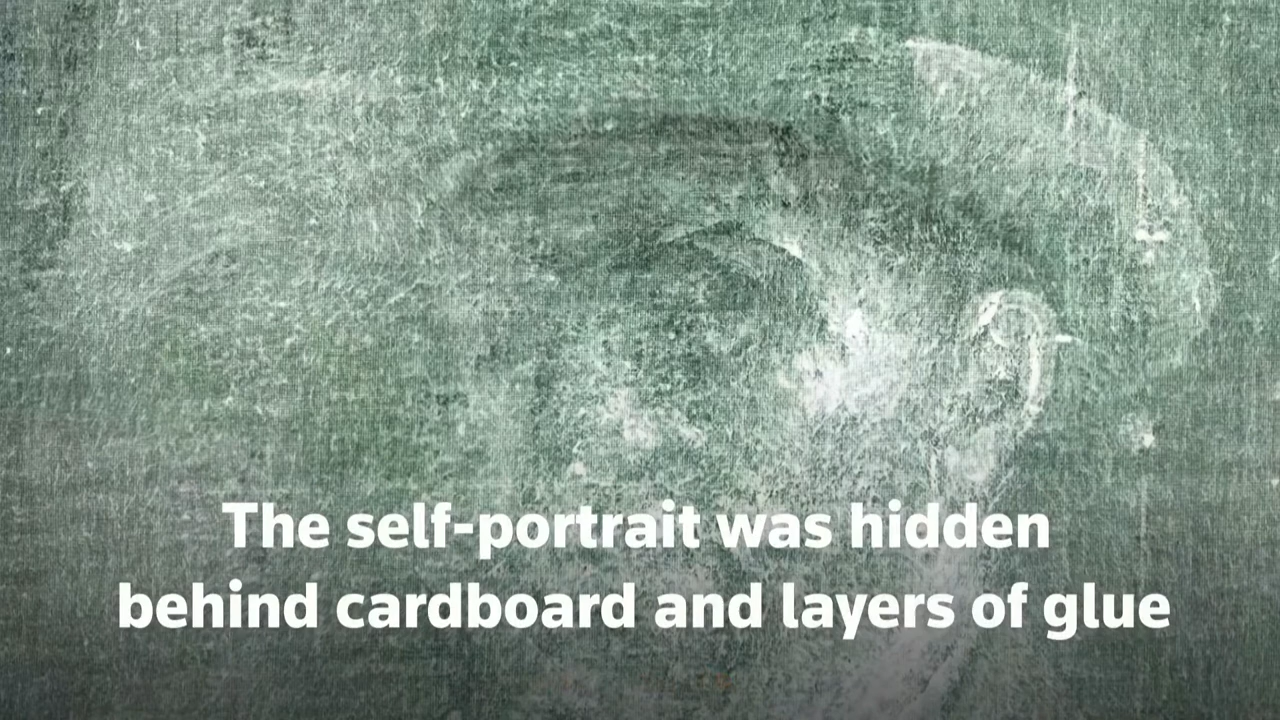 The self-portrait was hidden
behind cardboard and layers of glue